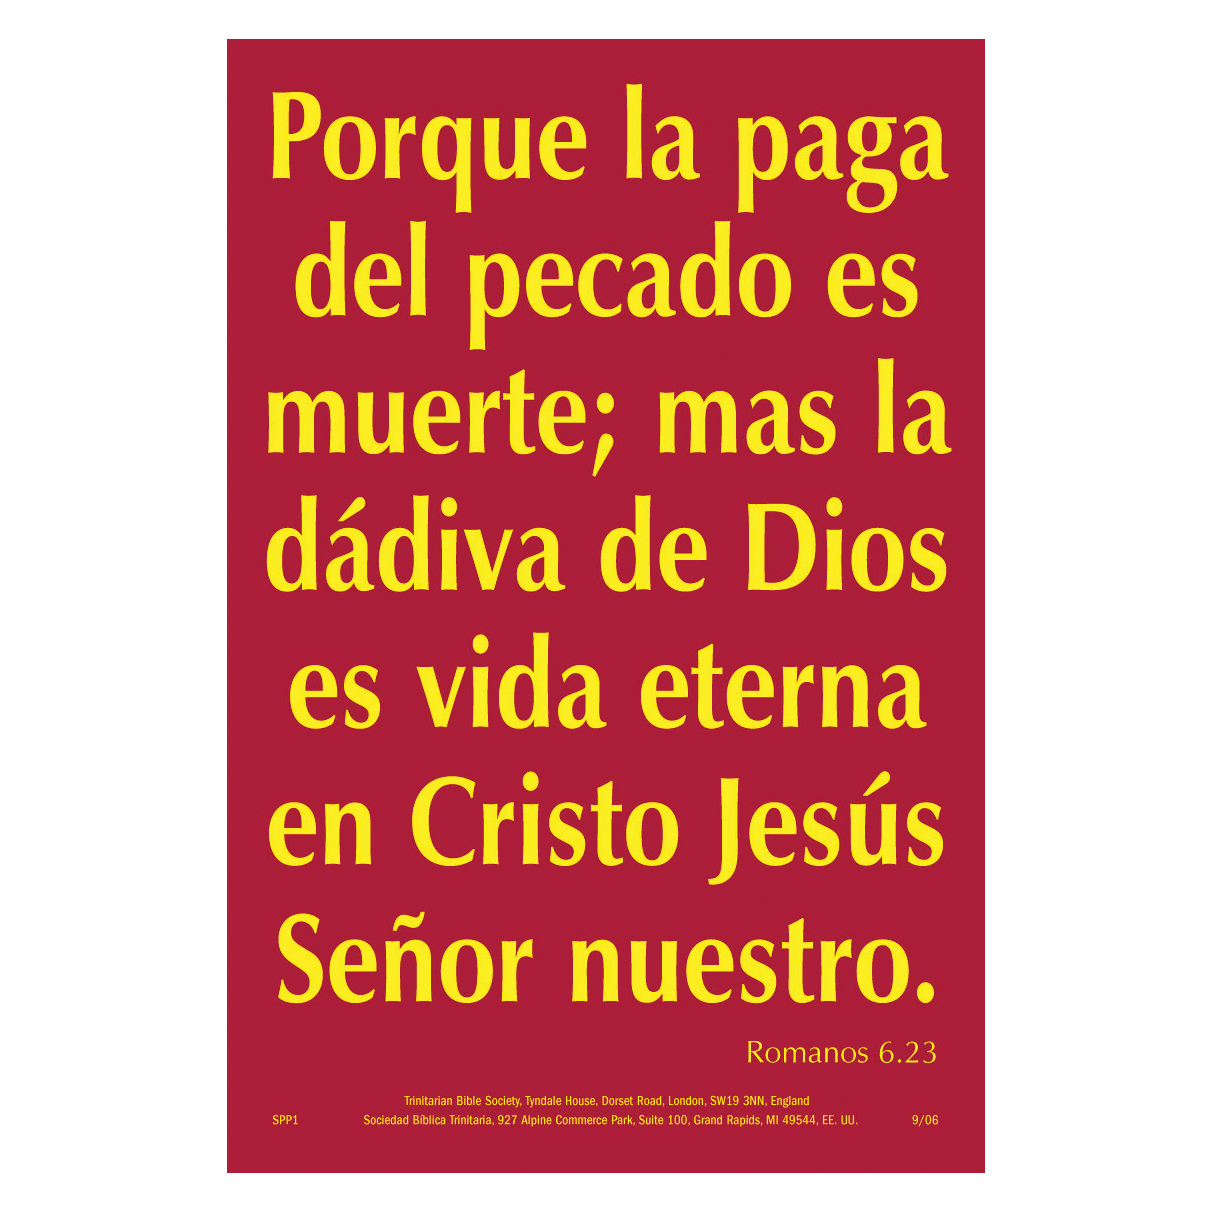 Porque la paga
del pecado es
muerte; mas la
dádiva de Dios
es vida eterna
en Cristo Jesús
Señor nuestro.
Romanos 6.23
Trinitarian Bible Society, Tyndale House, Dorset Road, London, SW19 3NN, England
SPP1 Sociedad Bíblica Trinitaria, 927 Alpine Commerce Park, Suite 100, Grand Rapids, MI 49544, EE. UU. 9/06